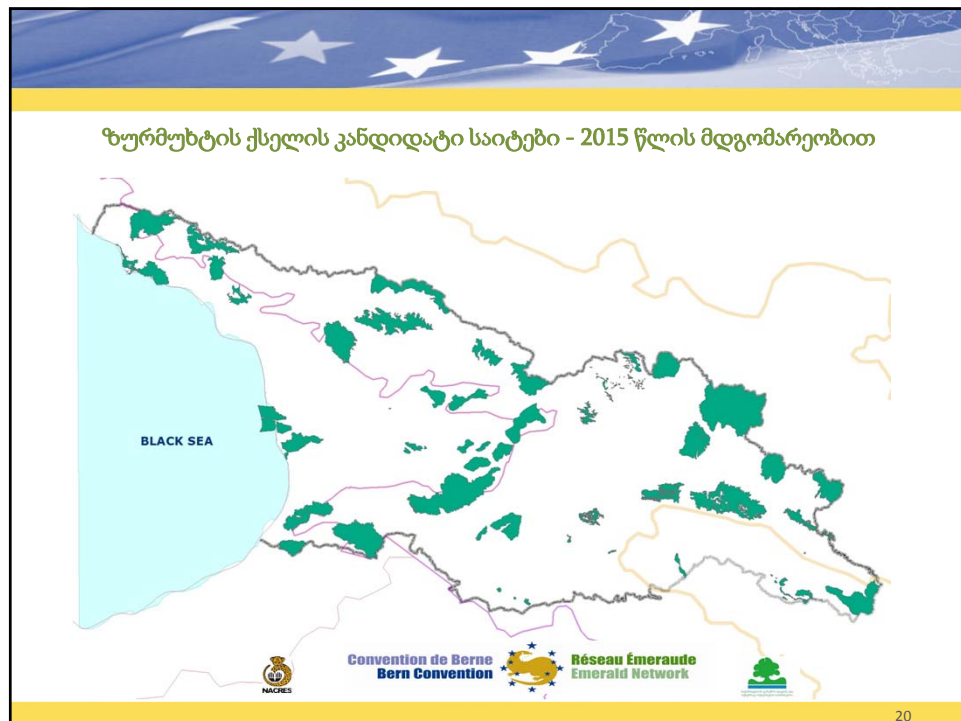 ზურმუხტის ქსელის კანდიდატი საიტები - 2015 წლის მდგომარეობით
BLACK SEA
NACRES
Convention de Berne
Bern Convention
Réseau Émeraude
Emerald Network
20